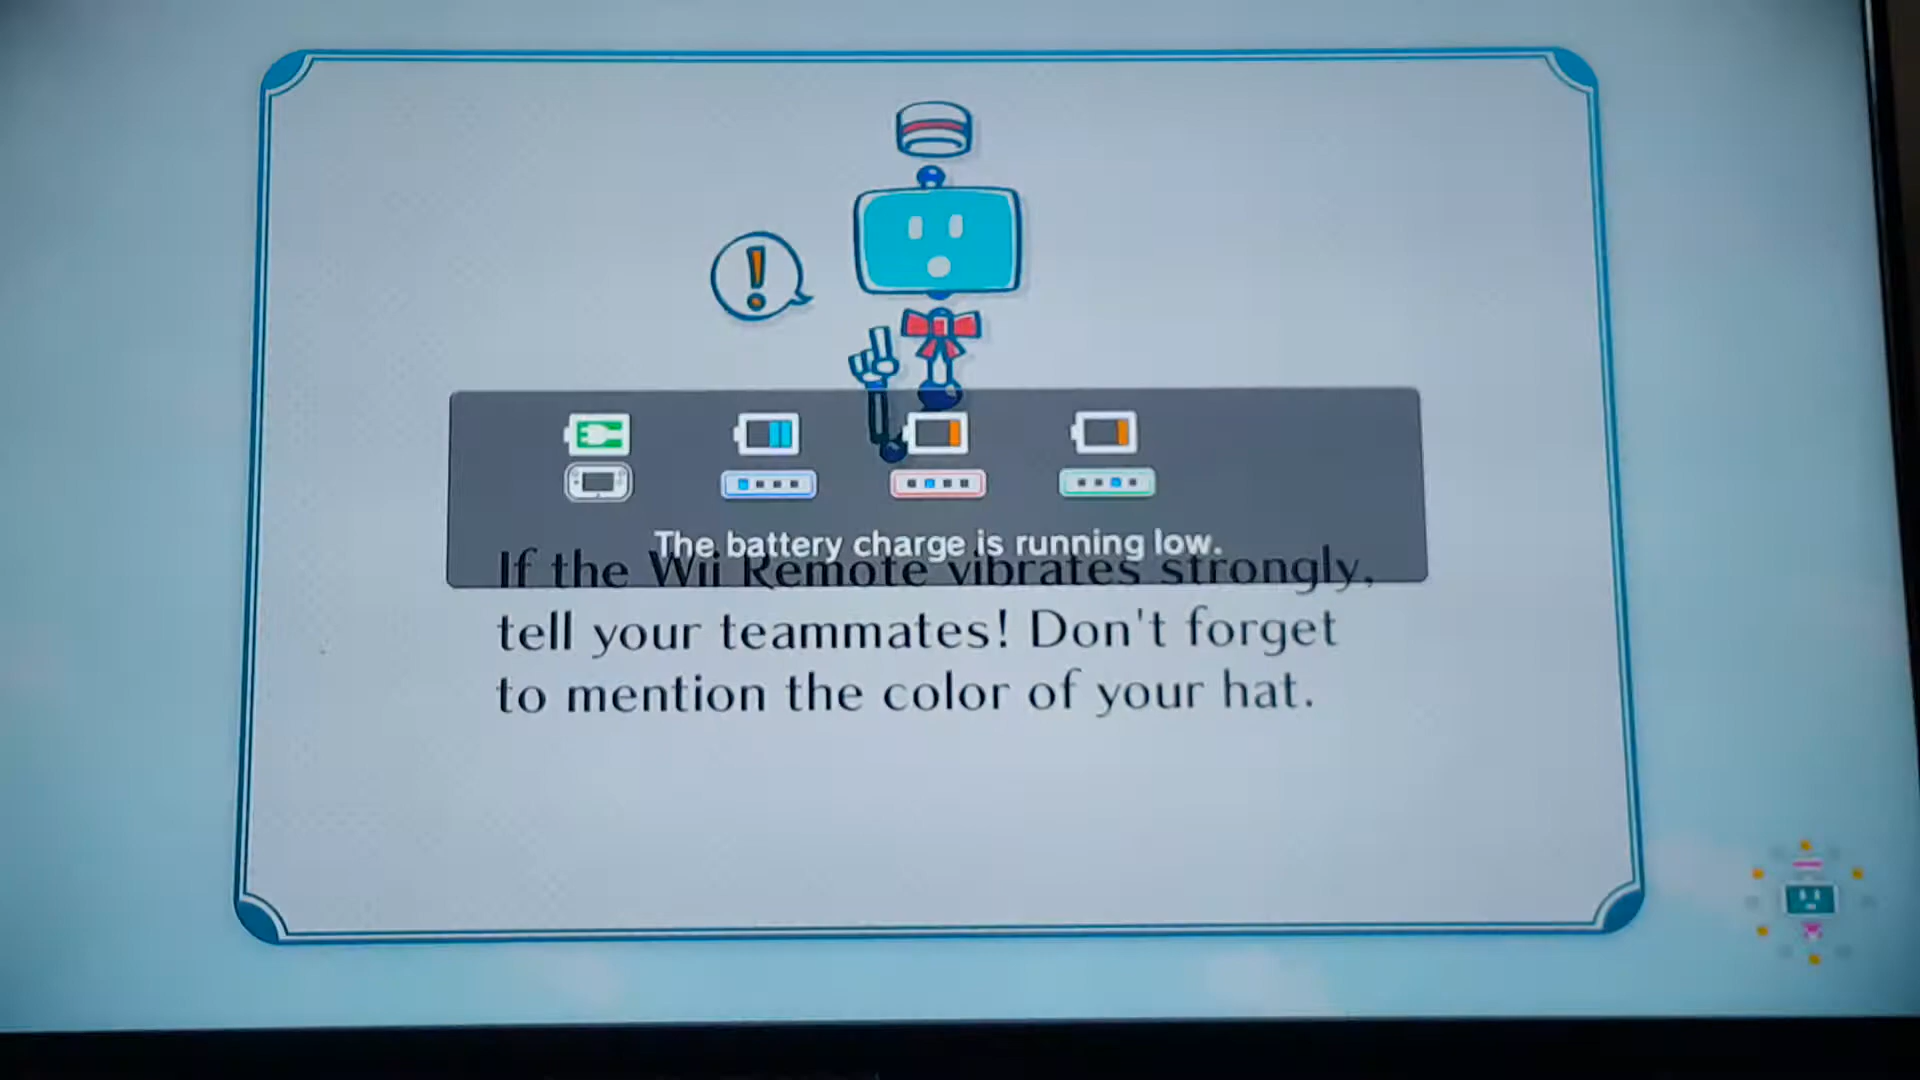 !
The battery charge is running low.
If the Wii Remote vibrates strongly,
tell your teammates! Don't forget
to mention the color of your hat.